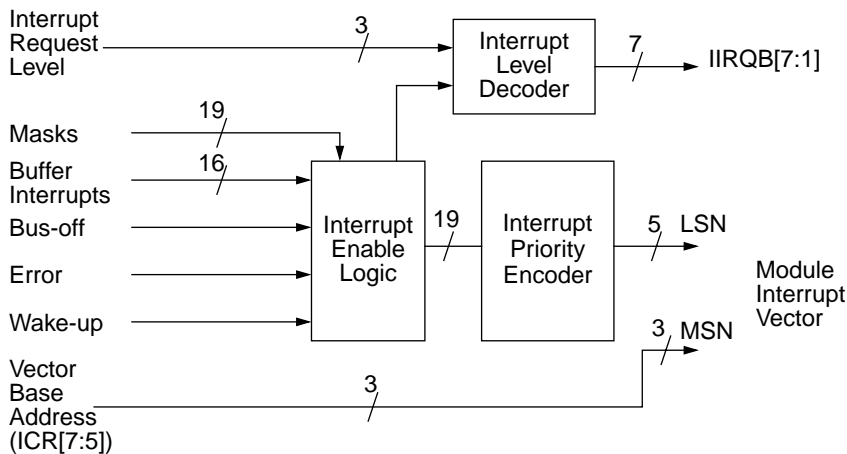 Interrupt
Request
Level
3
Interrupt
Level
Decoder
7
IIRQB[7:1]
Masks
19
Buffer
Interrupts
16
Bus-off
Error
Wake-up
Interrupt
Enable
Logic
19
Interrupt
Priority
Encoder
5
LSN
3
MSN
Module
Interrupt
Vector
Vector
Base
Address
(ICR[7:5])
3